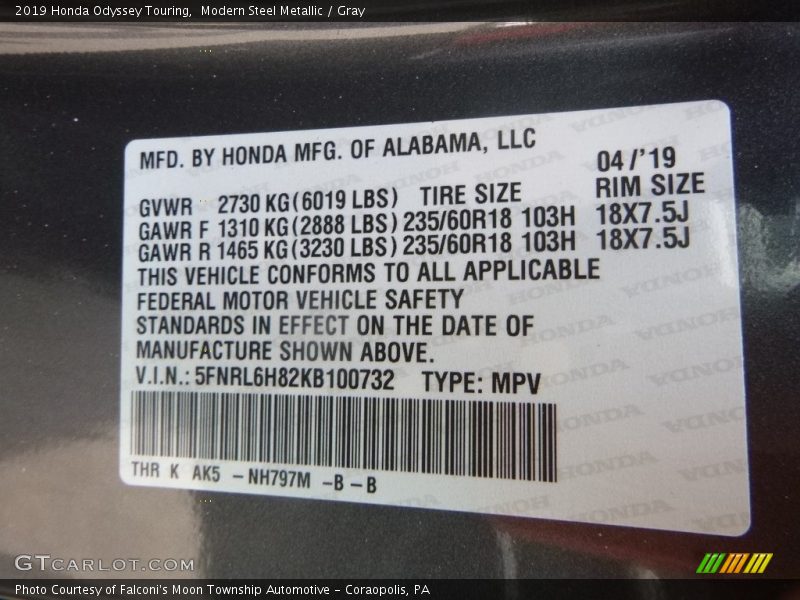 2019 Honda Odyssey Touring,  Modern Steel Metallic / Gray
MFD. BY HONDA MFG. OF ALABAMA, LLC
04/'19
GVWR 2730 KG(6019 LBS) TIRE SIZE RIM SIZE
GAWR F 1310 KG(2888 LBS) 235/60R18 103H 18X7.5J
GAWR R 1465 KG(3230 LBS) 235/60R18 103H 18X7.5J
THIS VEHICLE CONFORMS TO ALL APPLICABLE
FEDERAL MOTOR VEHICLE SAFETY
STANDARDS IN EFFECT ON THE DATE OF
MANUFACTURE SHOWN ABOVE.
V.I.N.: 5FNRL6H82KB100732 TYPE: MPV
THR K AK5 -NH797M -B-B
GTCARLOT.COM
Photo Courtesy of Falconi's Moon Township Automotive - Coraopolis, PA